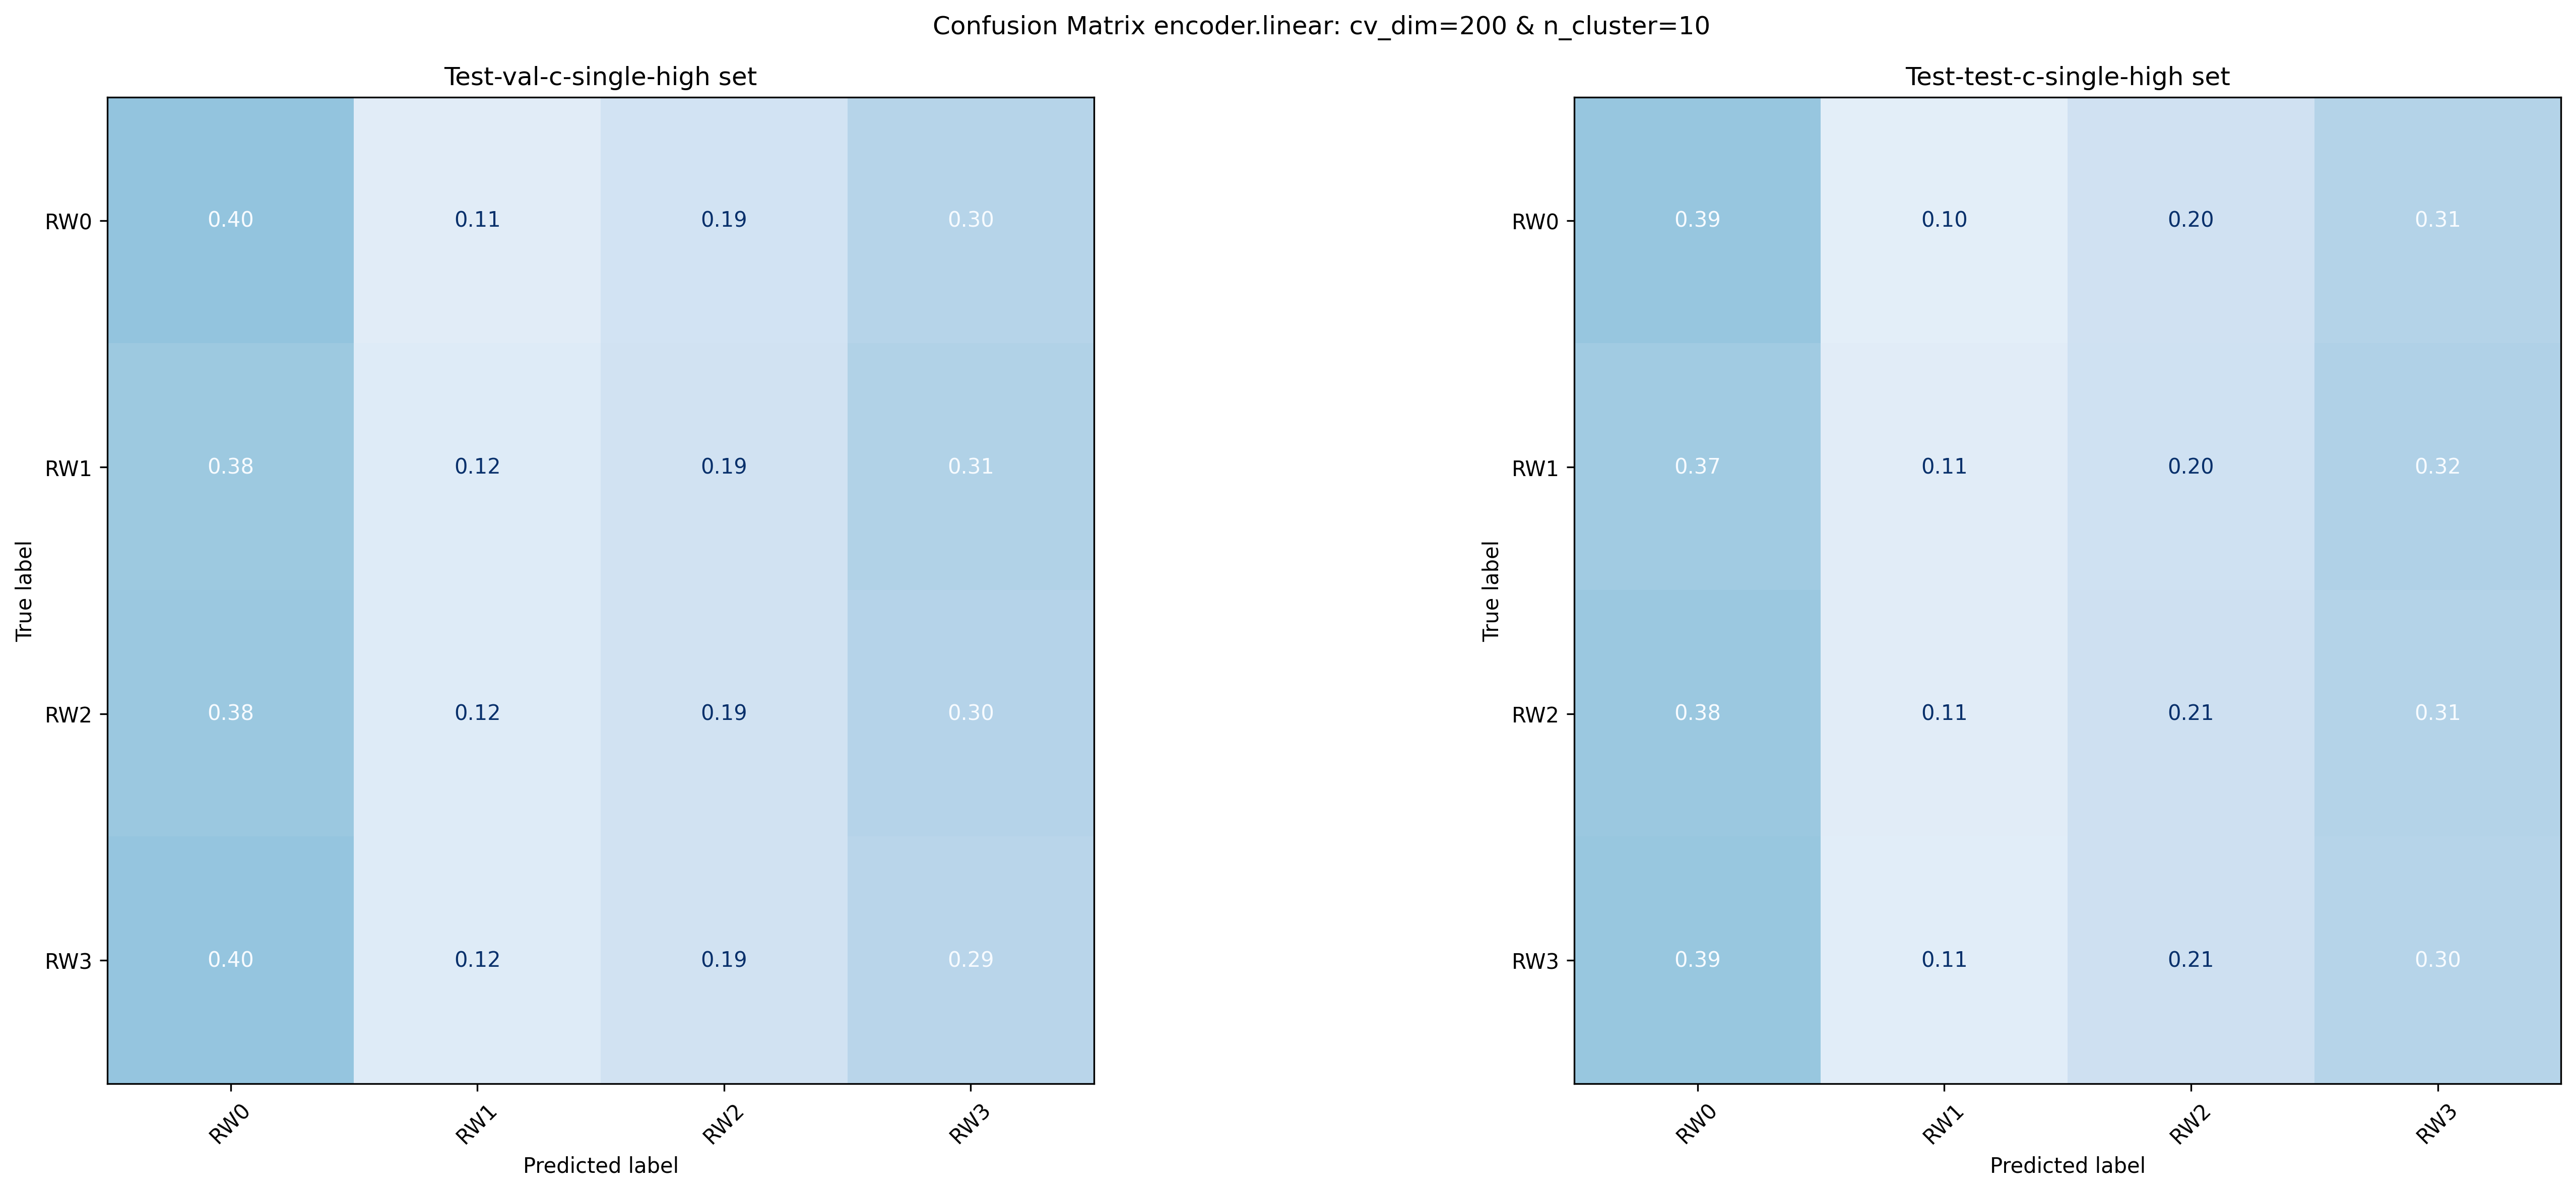 Confusion Matrix encoder.linear: cv_dim=200 & n_cluster=10
Test-val-c-single-high set
True label
RW0 0.40 0.11 0.19 0.30
RW1 0.38 0.12 0.19 0.31
RW2 0.38 0.12 0.19 0.30
RW3 0.40 0.12 0.19 0.29
RW0 RW1 RW2 RW3
Predicted label
Test-test-c-single-high set
True label
RW0 0.39 0.10 0.20 0.31
RW1 0.37 0.11 0.20 0.32
RW2 0.38 0.11 0.21 0.31
RW3 0.39 0.11 0.21 0.30
RW0 RW1 RW2 RW3
Predicted label